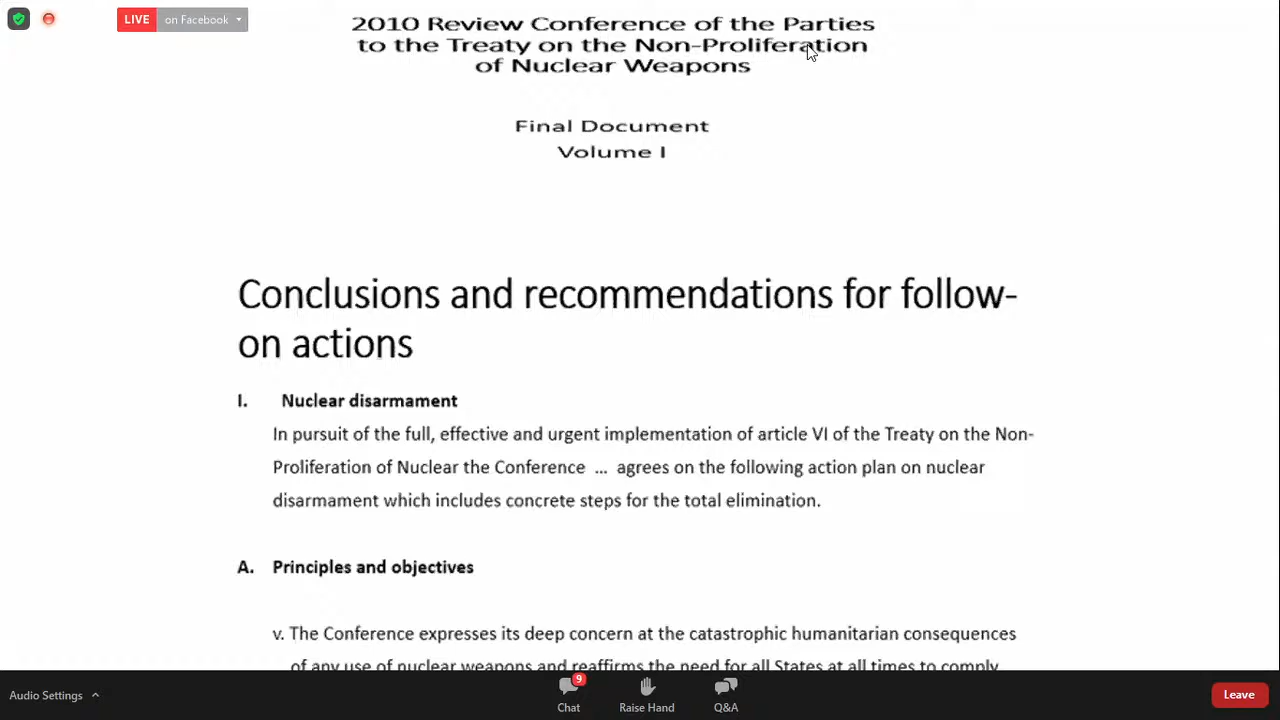 LIVE on Facebook
2010 Review Conference of the Parties
to the Treaty on the Non-Proliferation
of Nuclear Weapons
Final Document
Volume I
Conclusions and recommendations for follow-
on actions
I. Nuclear disarmament
In pursuit of the full, effective and urgent implementation of article VI of the Treaty on the Non-
Proliferation of Nuclear the Conference ... agrees on the following action plan on nuclear
disarmament which includes concrete steps for the total elimination.
A. Principles and objectives
v. The Conference expresses its deep concern at the catastrophic humanitarian consequences
of any use of nuclear weapons and reaffirms the need for all States at all times to comply
Audio Settings
9
Chat
Raise Hand
Q&A
Leave